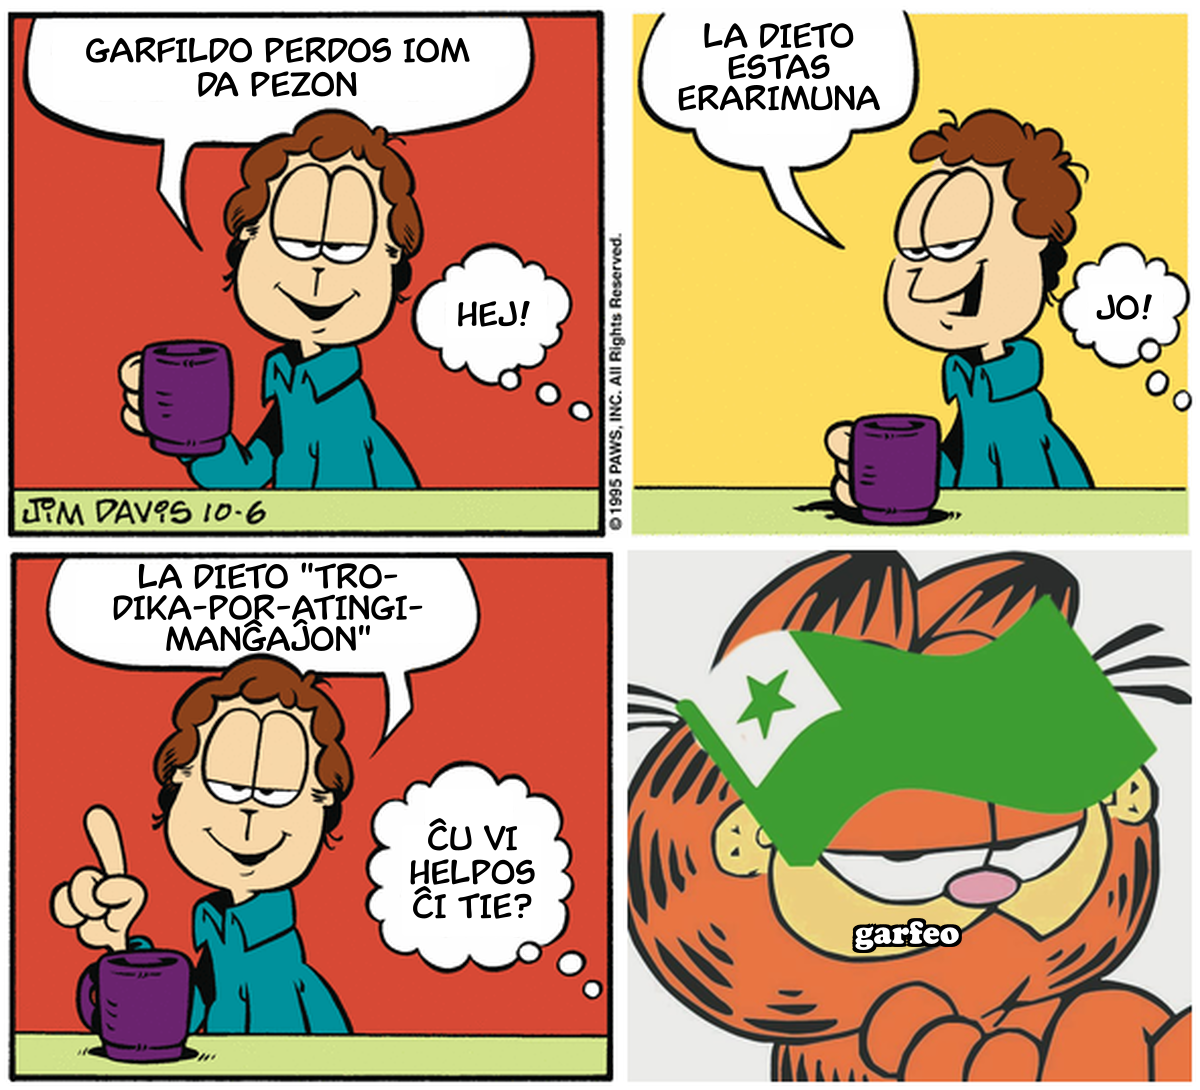 GARFILDO PERDOS IOM
DA PEZON
HEJ!
JIM DAVIS 10-6
© 1995 PAWS, INC. All Rights Reserved.
LA DIETO
ESTAS
ERARIMUNA
JO!
LA DIETO "TRO-
DIKA-POR-ATINGI-
MANĜAĴON"
ĈU VI
HELPOS
ĈI TIE?
garfeo